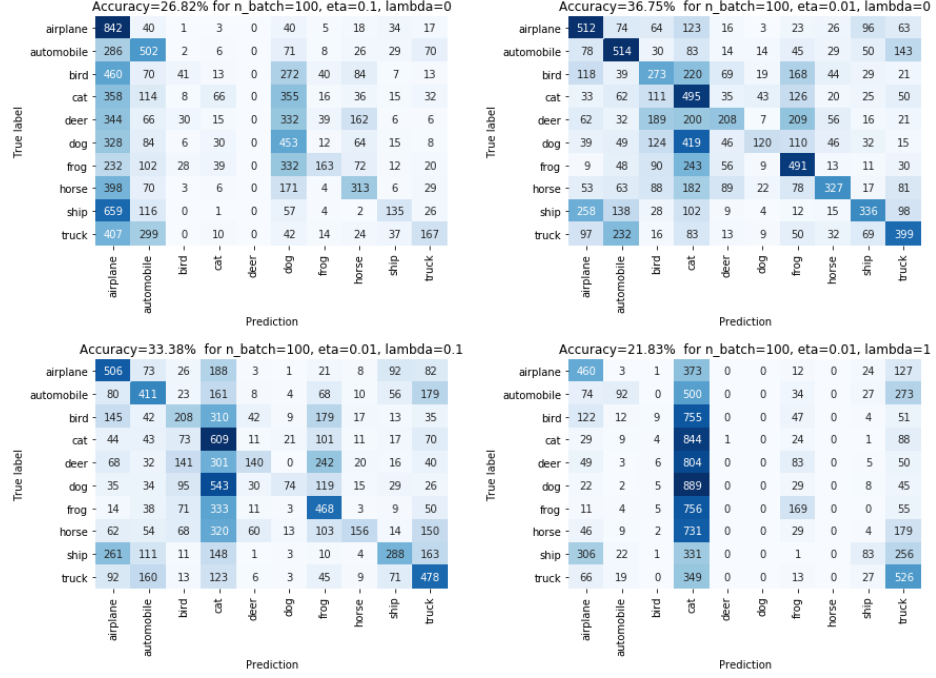 Accuracy=26.82% for n_batch=100, eta=0.1, lambda=0
True label
airplane 842 40 1 3 0 40 5 18 34 17
automobile 286 502 2 6 0 71 8 26 29 70
bird 460 70 41 13 0 272 40 84 7 13
cat 358 114 8 66 0 355 16 36 15 32
deer 344 66 30 15 0 332 39 162 6 6
dog 328 84 6 30 0 453 12 64 15 8
frog 232 102 28 39 0 332 163 72 12 20
horse 398 70 3 6 0 171 4 313 6 29
ship 659 116 0 1 0 57 4 2 135 26
truck 407 299 0 10 0 42 14 24 37 167
airplane automobile bird cat deer dog frog horse ship truck
Prediction
Accuracy=36.75% for n_batch=100, eta=0.01, lambda=0
True label
airplane 512 74 64 123 16 3 23 26 96 63
automobile 78 514 30 83 14 14 45 29 50 143
bird 118 39 273 220 69 19 168 44 29 21
cat 33 62 111 495 35 43 126 20 25 50
deer 62 32 189 200 208 7 209 56 16 21
dog 39 49 124 419 46 120 110 46 32 15
frog 9 48 90 243 56 9 491 13 11 30
horse 53 63 88 182 89 22 78 327 17 81
ship 258 138 28 102 9 4 12 15 336 98
truck 97 232 16 83 13 9 50 32 69 399
airplane automobile bird cat deer dog frog horse ship truck
Prediction
Accuracy=33.38% for n_batch=100, eta=0.01, lambda=0.1
True label
airplane 506 73 26 188 3 1 21 8 92 82
automobile 80 411 23 161 8 4 68 10 56 179
bird 145 42 208 310 42 9 179 17 13 35
cat 44 43 73 609 11 21 101 11 17 70
deer 68 32 141 301 140 0 242 20 16 40
dog 35 34 95 543 30 74 119 15 29 26
frog 14 38 71 333 11 3 468 3 9 50
horse 62 54 68 320 60 13 103 156 14 150
ship 261 111 11 148 1 3 10 4 288 163
truck 92 160 13 123 6 3 45 9 71 478
airplane automobile bird cat deer dog frog horse ship truck
Prediction
Accuracy=21.83% for n_batch=100, eta=0.01, lambda=1
True label
airplane 460 3 1 373 0 0 12 0 24 127
automobile 74 92 0 500 0 0 34 0 27 273
bird 122 12 9 755 0 0 47 0 4 51
cat 29 9 4 844 1 0 24 0 1 88
deer 49 3 6 804 0 0 83 0 5 50
dog 22 2 5 889 0 0 29 0 8 45
frog 11 4 5 756 0 0 169 0 0 55
horse 46 9 2 731 0 0 29 0 4 179
ship 306 22 1 331 0 0 1 0 83 256
truck 66 19 0 349 0 0 13 0 27 526
airplane automobile bird cat deer dog frog horse ship truck
Prediction